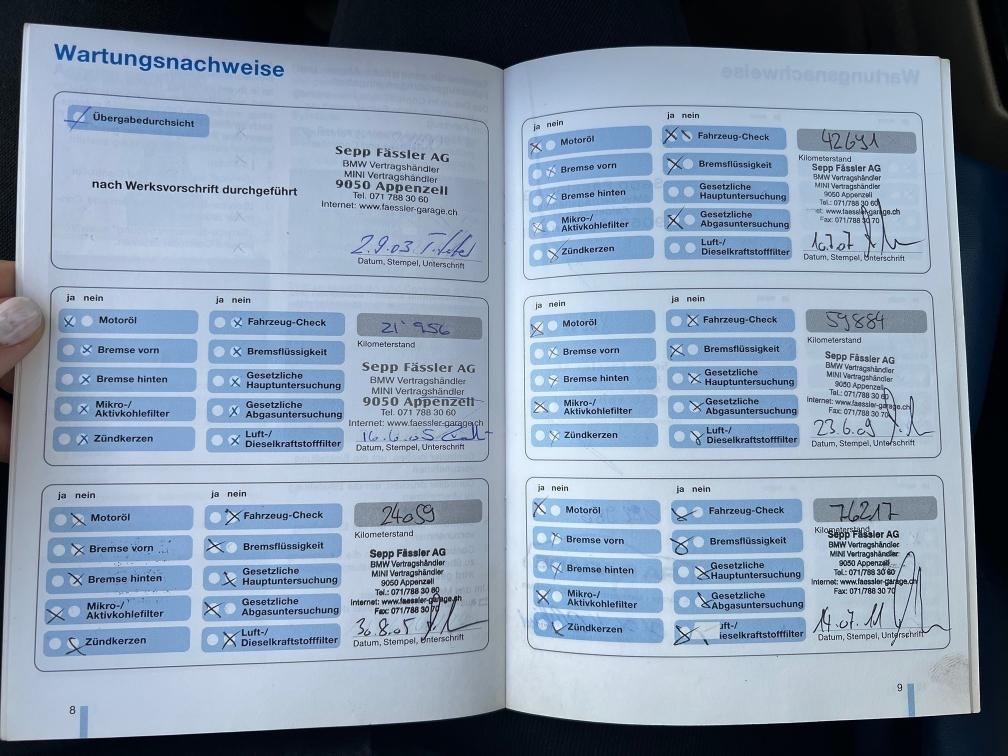 Wartungsnachweise
Übergabedurchsicht
nach Werksvorschrift durchgeführt
Sepp Fässler AG
BMW Vertragshändler
MINI Vertragshändler
9050 Appenzell
Tel. 071 788 30 60
Internet: www.faessler-garage.ch
2.9.03
Datum, Stempel, Unterschrift
ja nein
ja nein
Motoröl
Bremse vorn
Bremse hinten
Mikro-/
Aktivkohlefilter
Zündkerzen
Fahrzeug-Check
Bremsflüssigkeit
Gesetzliche
Hauptuntersuchung
Gesetzliche
Abgasuntersuchung
Luft-/
Dieselkraftstofffilter
21'956
Kilometerstand
Sepp Fässler AG
BMW Vertragshändler
MINI Vertragshändler
9050 Appenzell
Tel. 071 788 30 60
Internet: www.faessler-garage.ch
16.6.05
Datum, Stempel, Unterschrift
ja nein
ja nein
Motoröl
Bremse vorn
Bremse hinten
Mikro-/
Aktivkohlefilter
Zündkerzen
Fahrzeug-Check
Bremsflüssigkeit
Gesetzliche
Hauptuntersuchung
Gesetzliche
Abgasuntersuchung
Luft-/
Dieselkraftstofffilter
24059
Kilometerstand
Sepp Fässler AG
BMW Vertragshändler
MINI Vertragshändler
9050 Appenzell
Tel.: 071/788 30 60
Internet: www.faessler-garage.ch
Fax: 071/788 30 70
30.8.05
Datum, Stempel, Unterschrift
8
ja nein
ja nein
Motoröl
Bremse vorn
Bremse hinten
Mikro-/
Aktivkohlefilter
Zündkerzen
Fahrzeug-Check
Bremsflüssigkeit
Gesetzliche
Hauptuntersuchung
Gesetzliche
Abgasuntersuchung
Luft-/
Dieselkraftstofffilter
42691
Kilometerstand
Sepp Fässler AG
BMW Vertragshändler
MINI Vertragshändler
9050 Appenzell
Tel.: 071/788 30 60
et: www.faessler-garage.ch
Fax: 071/788 30 70
10.7.07
Datum, Stempel, Unterschrift
ja nein
ja nein
Motoröl
Bremse vorn
Bremse hinten
Mikro-/
Aktivkohlefilter
Zündkerzen
Fahrzeug-Check
Bremsflüssigkeit
Gesetzliche
Hauptuntersuchung
Gesetzliche
Abgasuntersuchung
Luft-/
Dieselkraftstofffilter
59884
Kilometerstand
Sepp Fässler AG
BMW Vertragshändler
MINI Vertragshändler
9050 Appenzell
Tel.: 071/788 30 60
Internet: www.faessler-garage.ch
Fax: 071/788 30 70
23.6.09
Datum, Stempel, Unterschrift
ja nein
ja nein
Motoröl
Bremse vorn
Bremse hinten
Mikro-/
Aktivkohlefilter
Zündkerzen
Fahrzeug-Check
Bremsflüssigkeit
Gesetzliche
Hauptuntersuchung
Gesetzliche
Abgasuntersuchung
uft-/
ieselkraftstofffilter
76217
Kilometerstand
Sepp Fässler AG
BMW Vertragshändler
MINI Vertragshändler
9050 Appenzell
Tel.: 071/788 30 60
Internet: www.faessler-garage.ch
Fax: 071/788 30 70
14.07.11
Datum, Stempel, Unterschrift
9